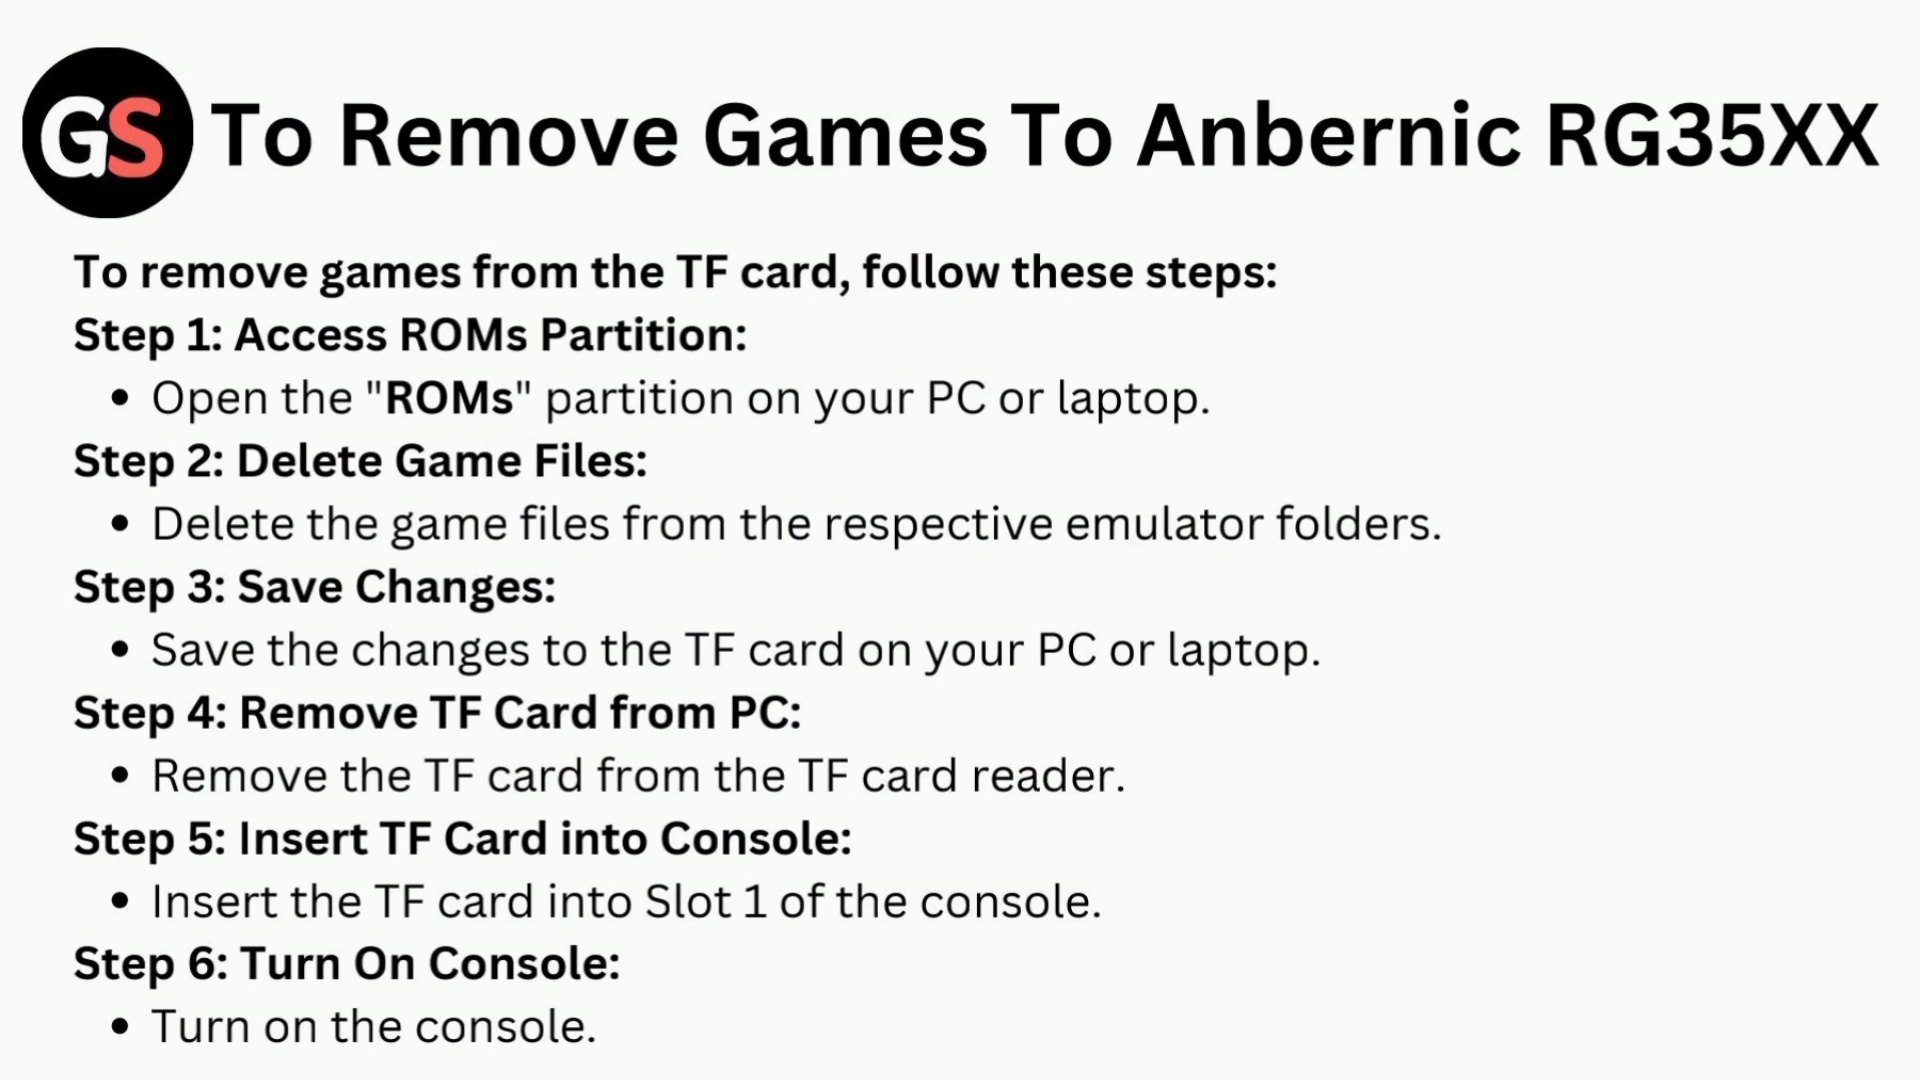 GS To Remove Games To Anbernic RG35XX
To remove games from the TF card, follow these steps:
Step 1: Access ROMs Partition:
• Open the "ROMs" partition on your PC or laptop.
Step 2: Delete Game Files:
• Delete the game files from the respective emulator folders.
Step 3: Save Changes:
• Save the changes to the TF card on your PC or laptop.
Step 4: Remove TF Card from PC:
• Remove the TF card from the TF card reader.
Step 5: Insert TF Card into Console:
• Insert the TF card into Slot 1 of the console.
Step 6: Turn On Console:
• Turn on the console.